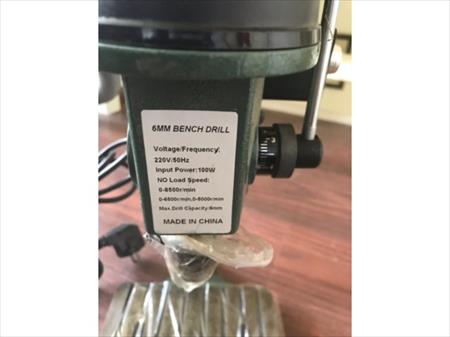 6MM BENCH DRILL
Voltage/Frequency:
220V/50Hz
Input Power:100W
NO Load Speed:
0-8500r/min
0-6500r/min,0-5000r/min
Max.Drill Capacity:6mm
MADE IN CHINA